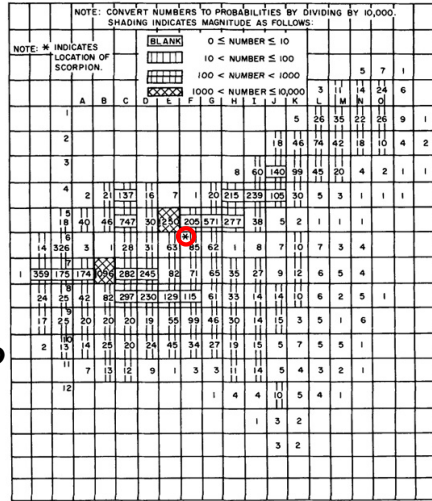 NOTE: CONVERT NUMBERS TO PROBABILITIES BY DIVIDING BY 10,000.
SHADING INDICATES MAGNITUDE AS FOLLOWS:
NOTE: * INDICATES
LOCATION OF
SCORPION.
BLANK 0 ≤ NUMBER ≤ 10
10 < NUMBER ≤ 100
100 < NUMBER < 1000
1000 < NUMBER ≤ 10,000
5 7 1
3 11 14 24 6
A B C D E F G H I J K L M N O
1 5 26 35 22 26 9 1
2 18 46 74 42 18 10 4 2
3 8 60 140 99 45 20 4 2 1 1
4 2 21 137 16 7 1 20 215 239 105 30 5 3 1 1 1
5 18 40 46 747 30 205 571 277 38 5 2 1 1 1
6 *
14 326 3 1 28 31 63 85 62 1 8 7 10 7 3 4
7
1 359 175 174 096 282 245 82 71 65 35 27 9 12 6 5 4
8
24 25 42 82 297 230 129 115 61 33 14 14 10 6 2 5 1
9
17 25 20 20 20 19 55 99 46 30 14 15 3 5 1 6
10
2 13 14 25 20 24 45 34 27 19 15 5 7 5 5 1
11
7 13 12 9 1 3 3 11 14 5 4 3 2 1
12 1 4 4 10 5 4 1
1 3 2
3 2